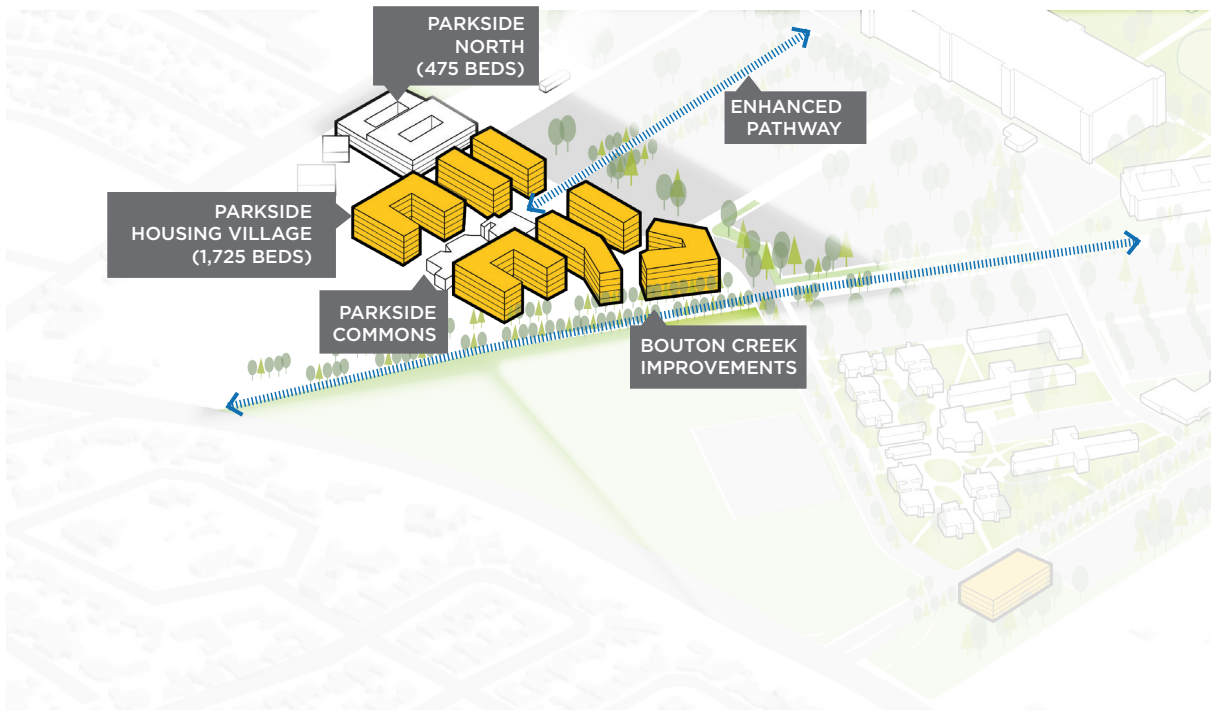 PARKSIDE
NORTH
(475 BEDS)
ENHANCED
PATHWAY
PARKSIDE
HOUSING VILLAGE
(1,725 BEDS)
PARKSIDE
COMMONS
BOUTON CREEK
IMPROVEMENTS